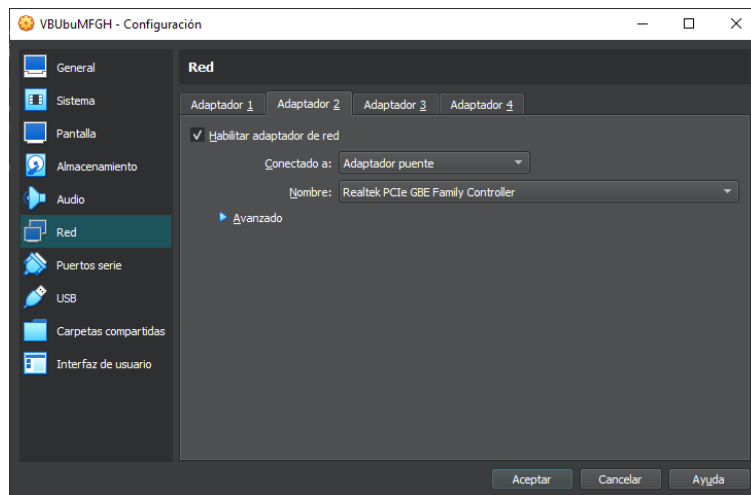 VBUbuMFGH - Configuración
General
Sistema
Pantalla
Almacenamiento
Audio
Red
Puertos serie
USB
Carpetas compartidas
Interfaz de usuario
Red
Adaptador 1 Adaptador 2 Adaptador 3 Adaptador 4
Habilitar adaptador de red
Conectado a: Adaptador puente
Nombre: Realtek PCIe GBE Family Controller
Avanzado
Aceptar Cancelar Ayuda